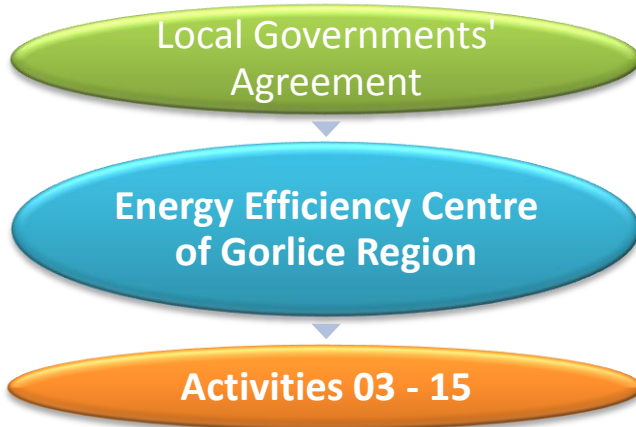 Local Governments'
Agreement
Energy Efficiency Centre
of Gorlice Region
Activities 03 - 15